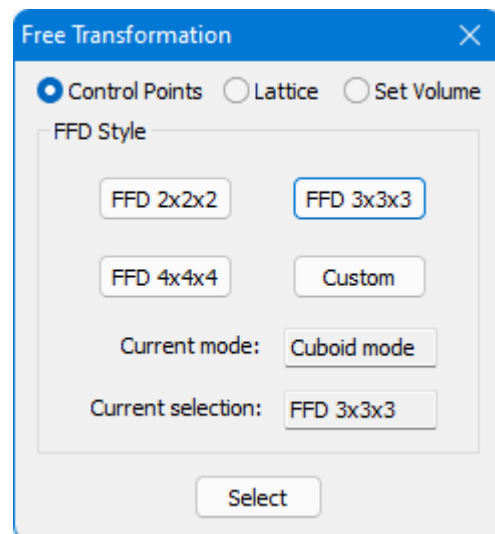 Free Transformation
Control Points Lattice Set Volume
FFD Style
FFD 2x2x2 FFD 3x3x3
FFD 4x4x4 Custom
Current mode: Cuboid mode
Current selection: FFD 3x3x3
Select